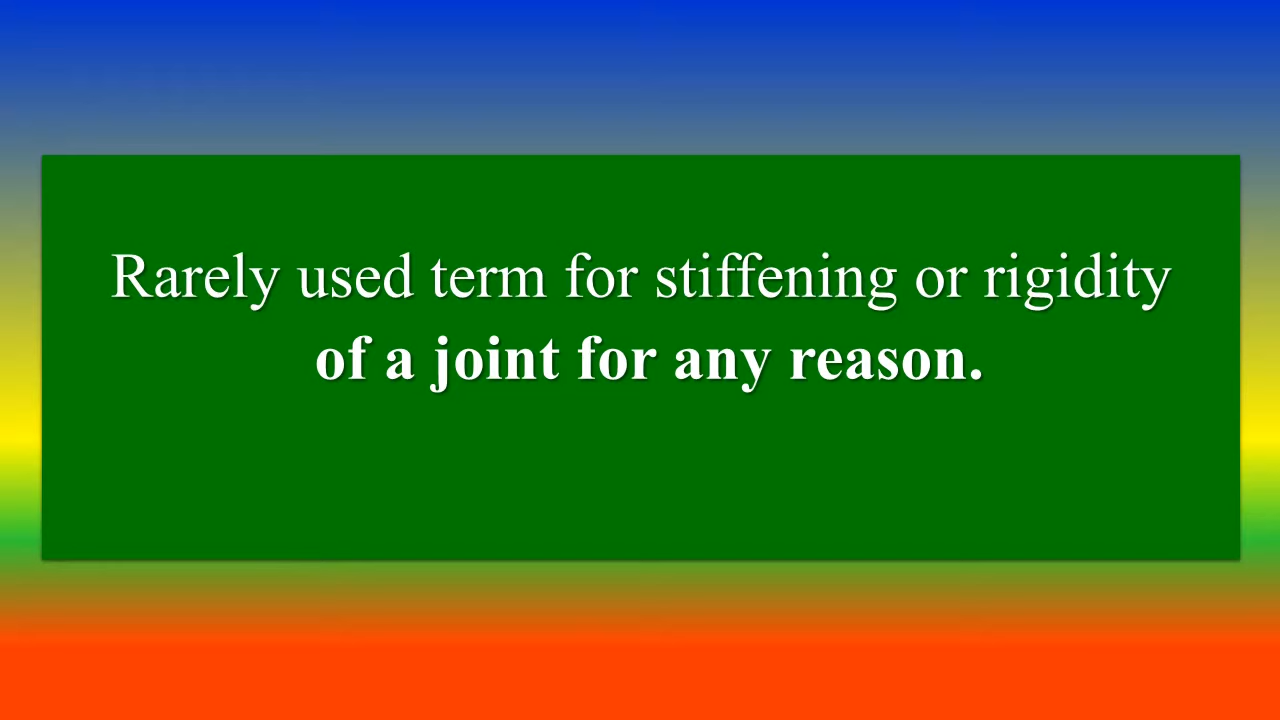 Rarely used term for stiffening or rigidity
of a joint for any reason.